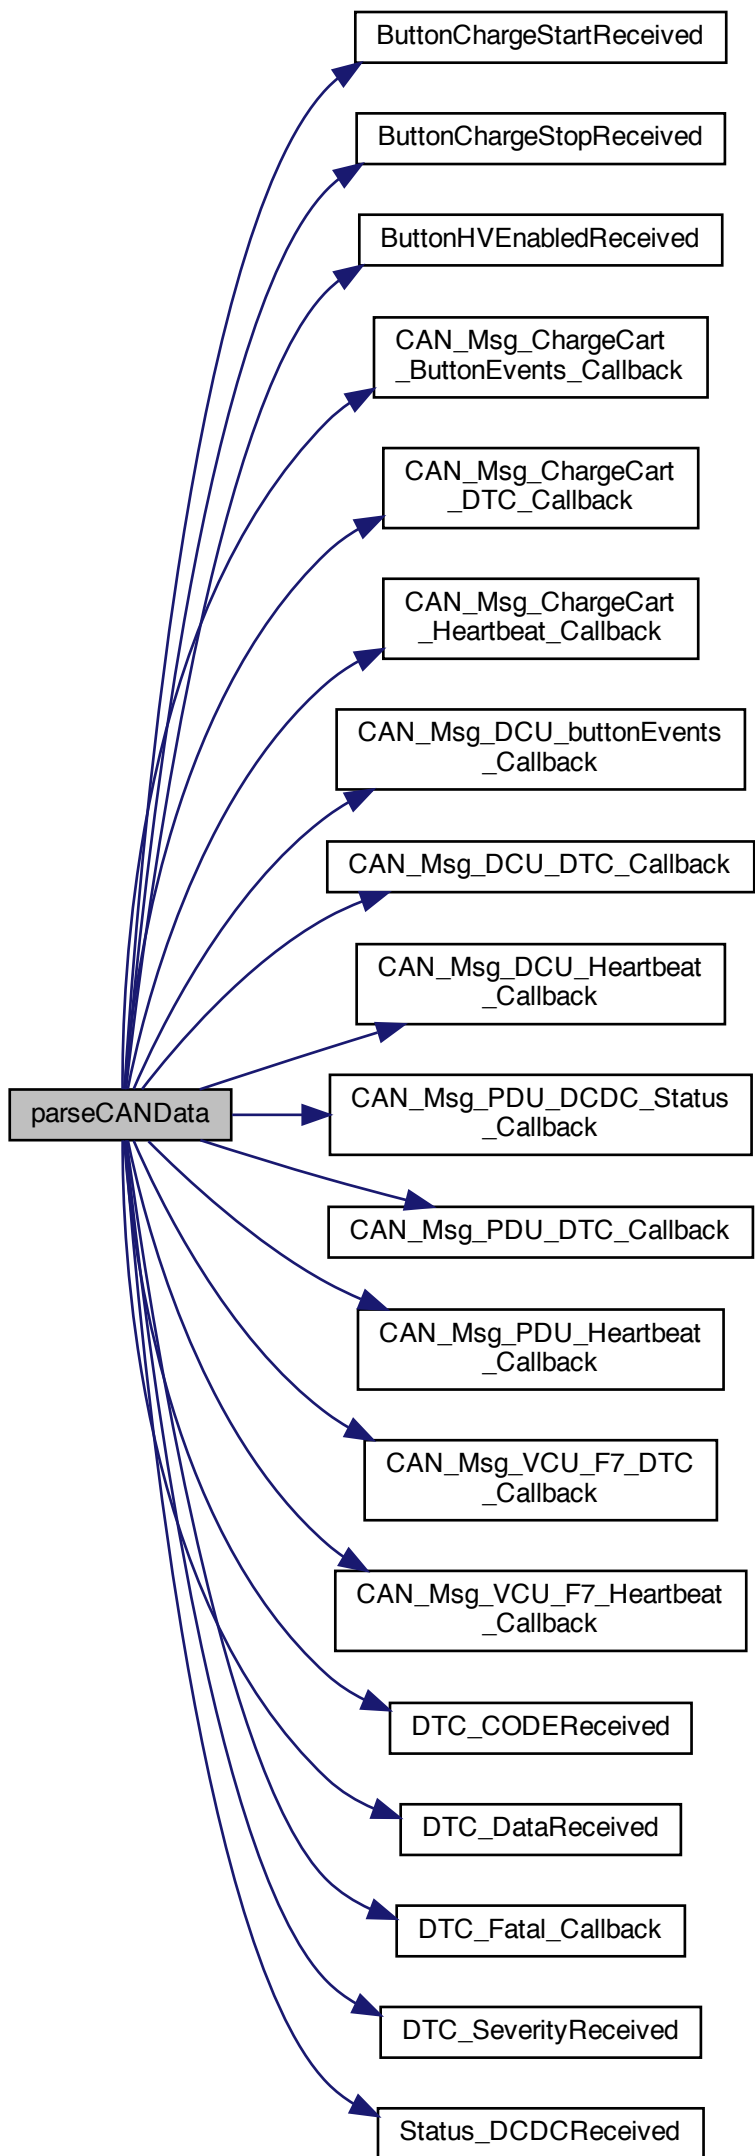 ButtonChargeStartReceived
ButtonChargeStopReceived
ButtonHVEnabledReceived
CAN_Msg_ChargeCart
_ButtonEvents_Callback
CAN_Msg_ChargeCart
_DTC_Callback
CAN_Msg_ChargeCart
_Heartbeat_Callback
CAN_Msg_DCU_buttonEvents
_Callback
CAN_Msg_DCU_DTC_Callback
CAN_Msg_DCU_Heartbeat
_Callback
parseCANData
CAN_Msg_PDU_DCDC_Status
_Callback
CAN_Msg_PDU_DTC_Callback
CAN_Msg_PDU_Heartbeat
_Callback
CAN_Msg_VCU_F7_DTC
_Callback
CAN_Msg_VCU_F7_Heartbeat
_Callback
DTC_CODEReceived
DTC_DataReceived
DTC_Fatal_Callback
DTC_SeverityReceived
Status_DCDCReceived